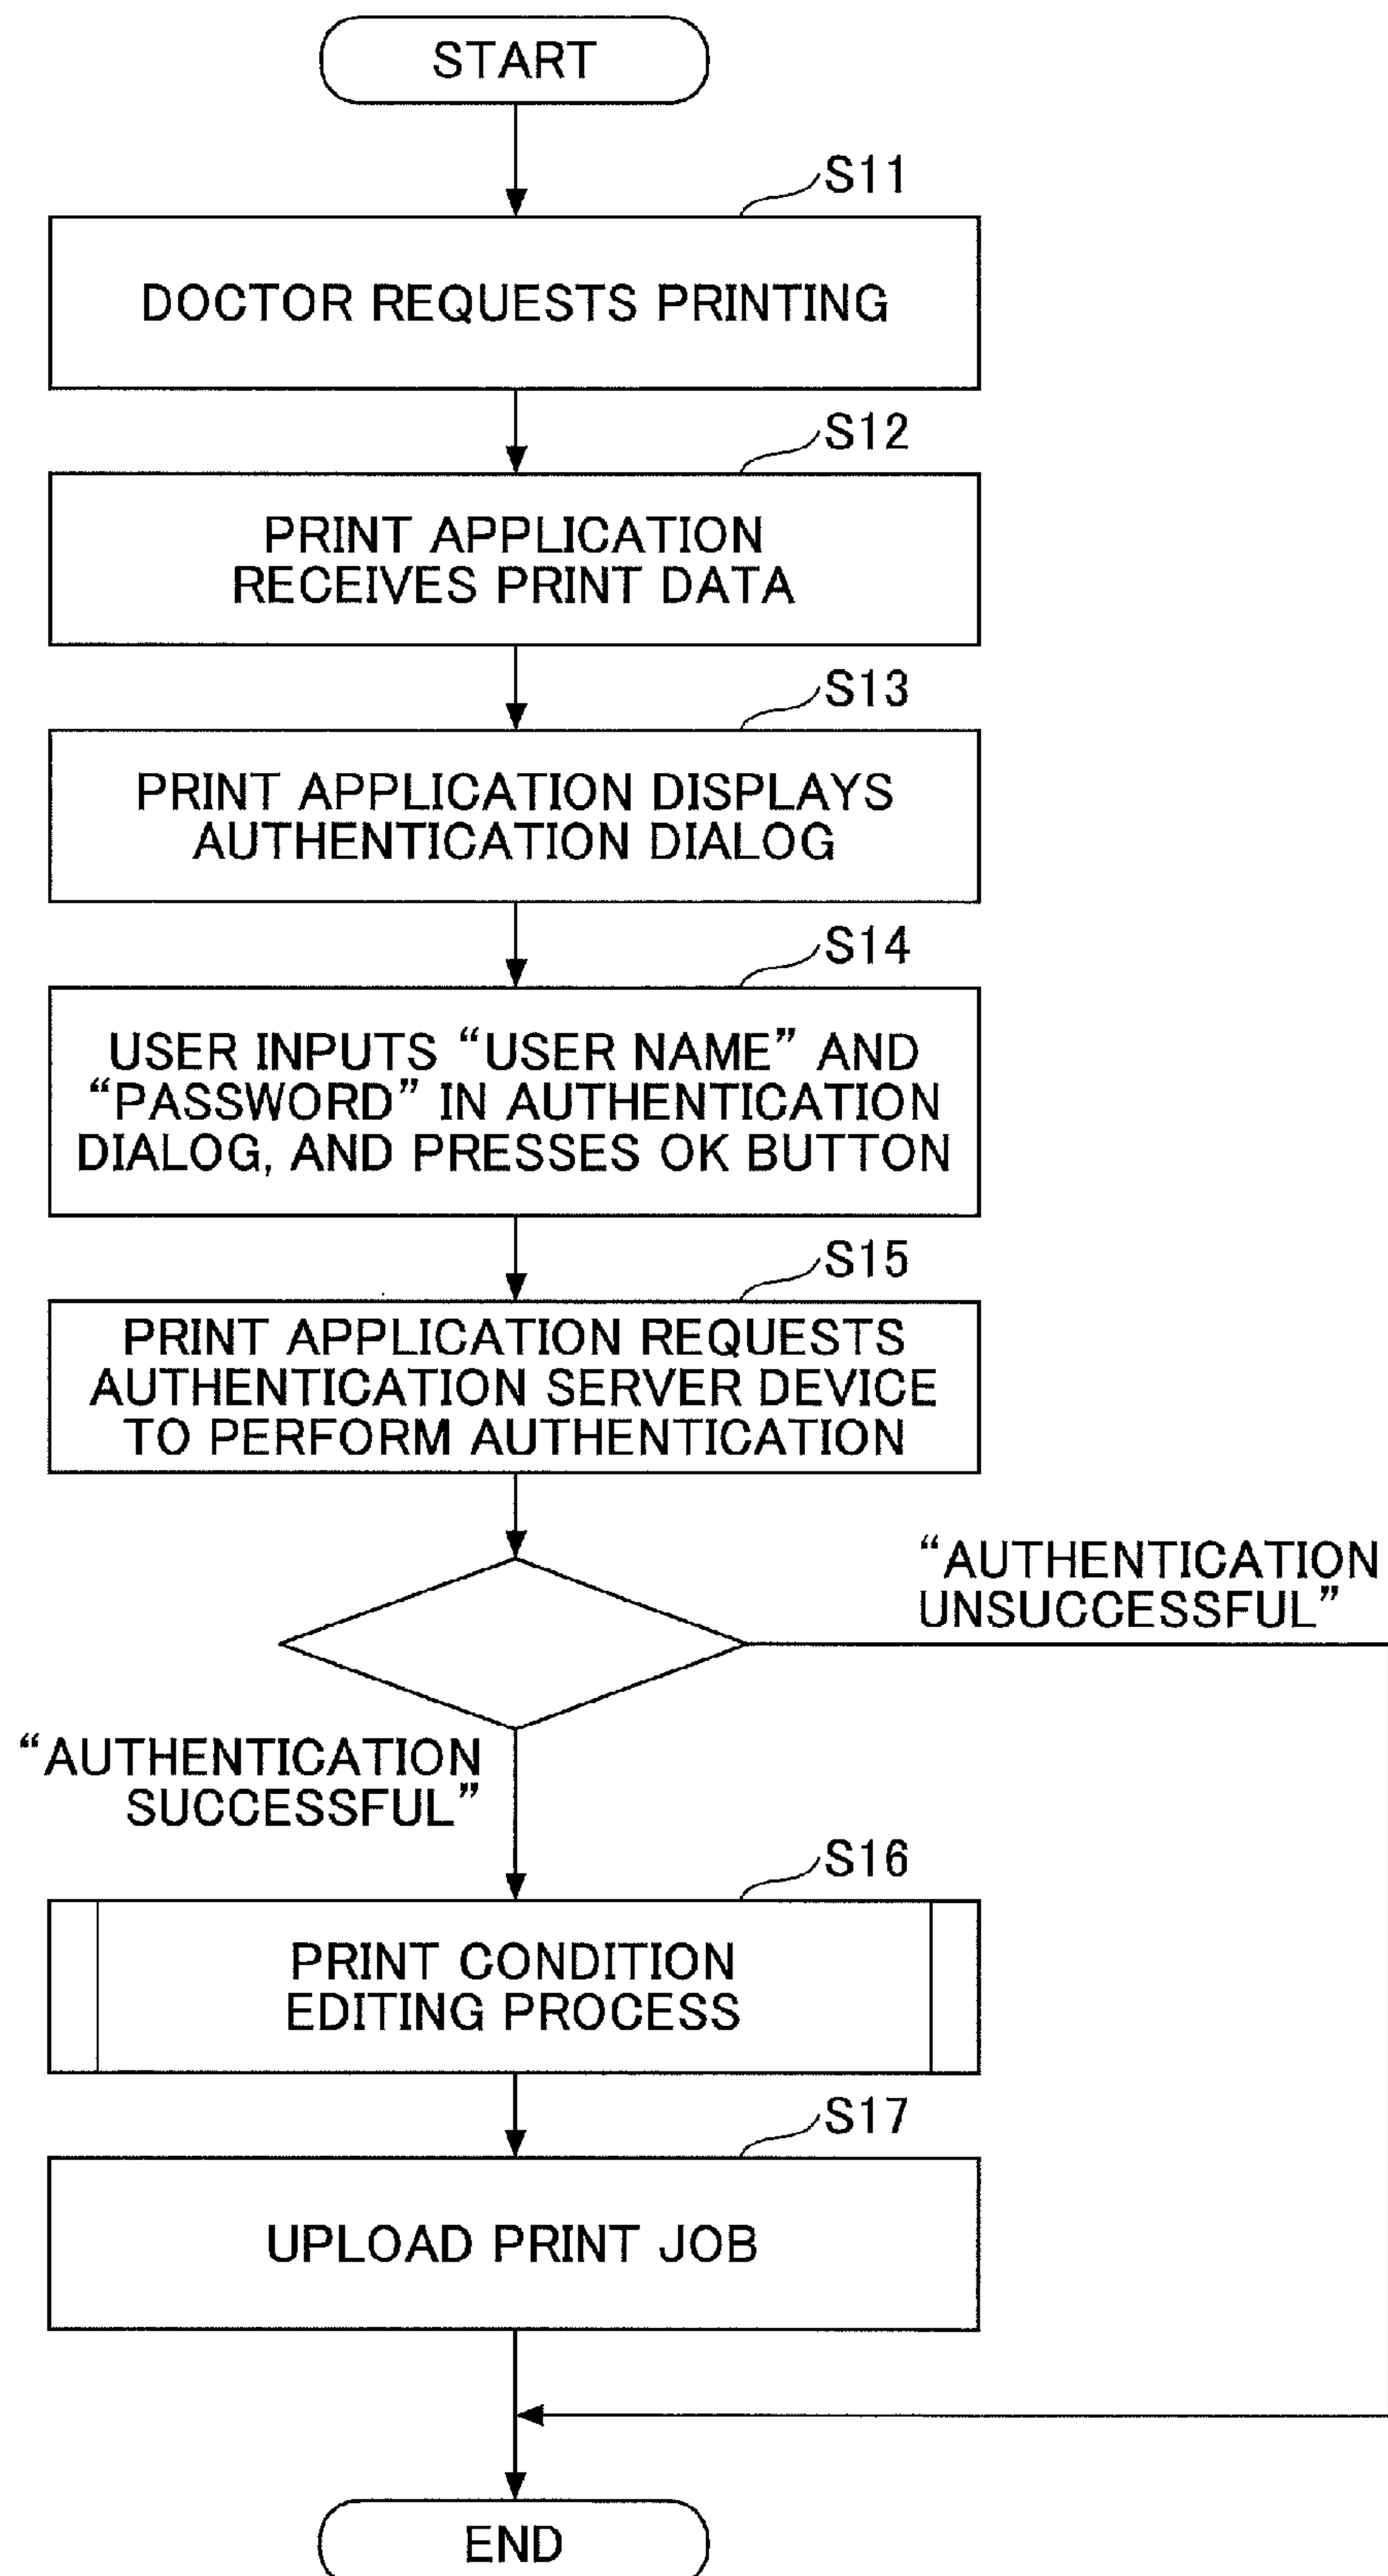 START
S11
DOCTOR REQUESTS PRINTING
S12
PRINT APPLICATION
RECEIVES PRINT DATA
S13
PRINT APPLICATION DISPLAYS
AUTHENTICATION DIALOG
S14
USER INPUTS “USER NAME” AND
“PASSWORD” IN AUTHENTICATION
DIALOG, AND PRESSES OK BUTTON
S15
PRINT APPLICATION REQUESTS
AUTHENTICATION SERVER DEVICE
TO PERFORM AUTHENTICATION
“AUTHENTICATION
UNSUCCESSFUL”
“AUTHENTICATION
SUCCESSFUL”
S16
PRINT CONDITION
EDITING PROCESS
S17
UPLOAD PRINT JOB
END